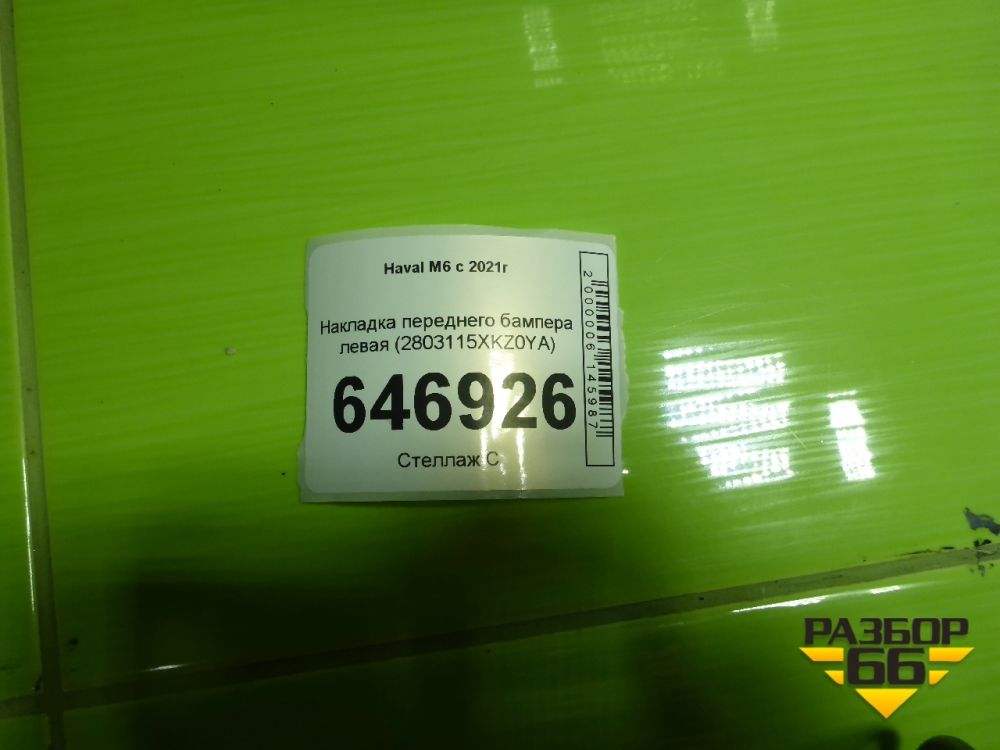 Haval M6 с 2021г
Накладка переднего бампера
левая (2803115XKZ0YA)
646926
Стеллаж С
2000006145987
РАЗБОР
66